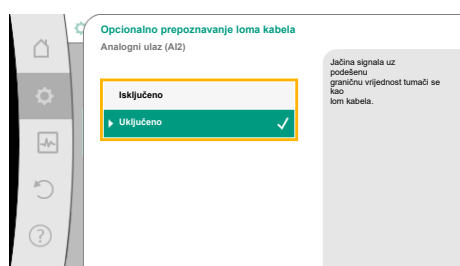 Opcionalno prepoznavanje loma kabela
Analogni ulaz (AI2)
Isključeno
Uključeno
Jačina signala uz
podešenu
graničnu vrijednost tumači se
kao
lom kabela.
?